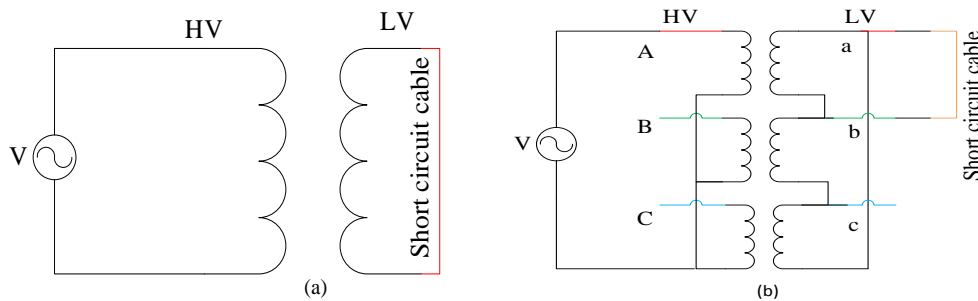 HV
LV
V
Short circuit cable
(a)
HV
LV
A
a
B
b
V
C
c
Short circuit cable
(b)